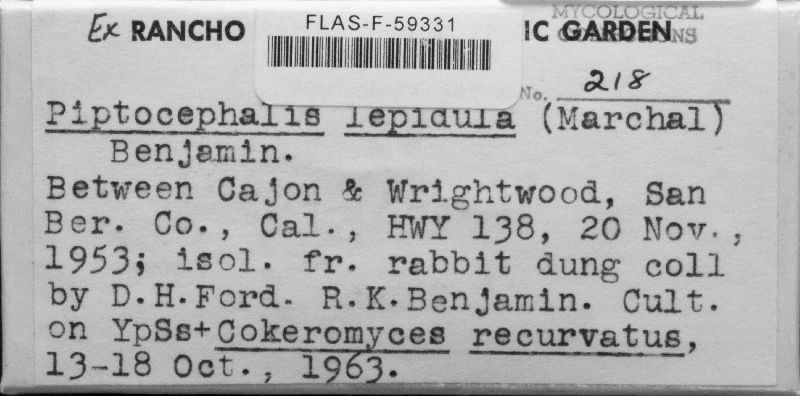 FLAS-F-59331
MYCOLOGICAL
Ex RANCHO IC GARDEN
No. 218
Piptocephalis lepidula (Marchal)
Benjamin.
Between Cajon & Wrightwood, San
Ber. Co., Cal., HWY 138, 20 Nov.,
1953; isol. fr. rabbit dung coll
by D.H.Ford. R.K.Benjamin. Cult.
on YpSs+Cokeromyces recurvatus,
13-18 Oct., 1963.